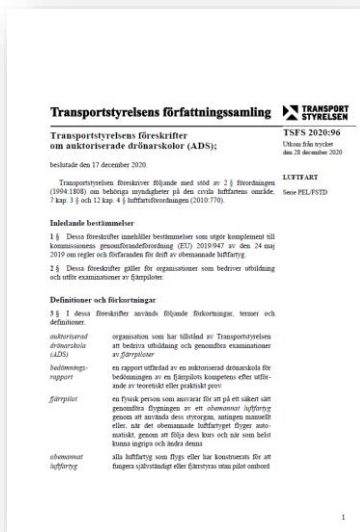 Transportstyrelsens författningssamling
TRANSPORT
STYRELSEN
Transportstyrelsens föreskrifter
om auktoriserade drönarskolor (ADS);
TSFS 2020:96
Utkom från trycket
den 28 december 2020
beslutade den 17 december 2020.
LUFTFART
Serie PEL/FSTD
Transportstyrelsen föreskriver följande med stöd av 2 § förordningen
(1994:1808) om behöriga myndigheter på den civila luftfartens område,
7 kap. 3 § och 12 kap. 4 § luftfartsförordningen (2010:770).
Inledande bestämmelser
1 § Dessa föreskrifter innehåller bestämmelser som utgör komplement till
kommissionens genomförandeförordning (EU) 2019/947 av den 24 maj
2019 om regler och förfaranden för drift av obemannade luftfartyg.
2 § Dessa föreskrifter gäller för organisationer som bedriver utbildning
och utför examinationer av fjärrpiloter.
Definitioner och förkortningar
3 § I dessa föreskrifter används följande förkortningar, termer och
definitioner.
auktoriserad organisation som har tillstånd av Transportstyrelsen
drönarskola att bedriva utbildning och genomföra examinationer
(ADS) av fjärrpiloter
bedömnings- en rapport utfärdad av en auktoriserad drönarskola för
rapport bedömningen av en fjärrpilots kompetens efter utför-
ande av teoretiskt eller praktiskt prov
fjärrpilot en fysisk person som ansvarar för att på ett säkert sätt
genomföra flygningen av ett obemannat luftfartyg
genom att använda dess styrorgan, antingen manuellt
eller, när det obemannade luftfartyget flyger auto-
matiskt, genom att följa dess kurs och när som helst
kunna ingripa och ändra denna
obemannat alla luftfartyg som flygs eller har konstruerats för att
luftfartyg fungera självständigt eller fjärrstyras utan pilot ombord
1